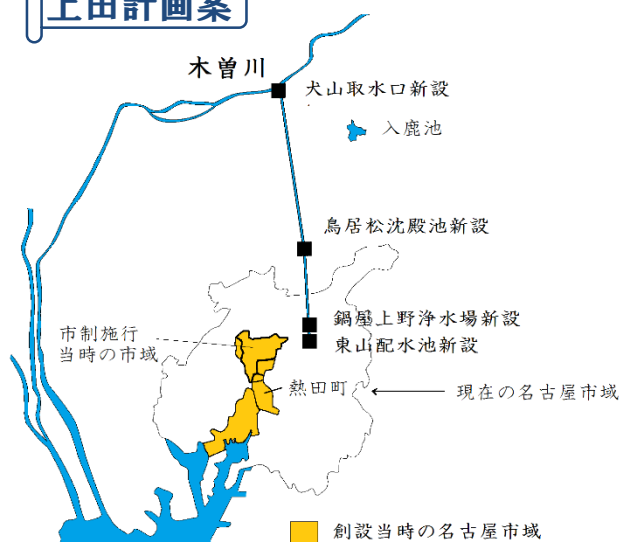 上田計画案
木曽川
犬山取水口新設
入鹿池
鳥居松沈殿池新設
鍋屋上野浄水場新設
東山配水池新設
市制施行
当時の市域
熱田町
現在の名古屋市域
創設当時の名古屋市域